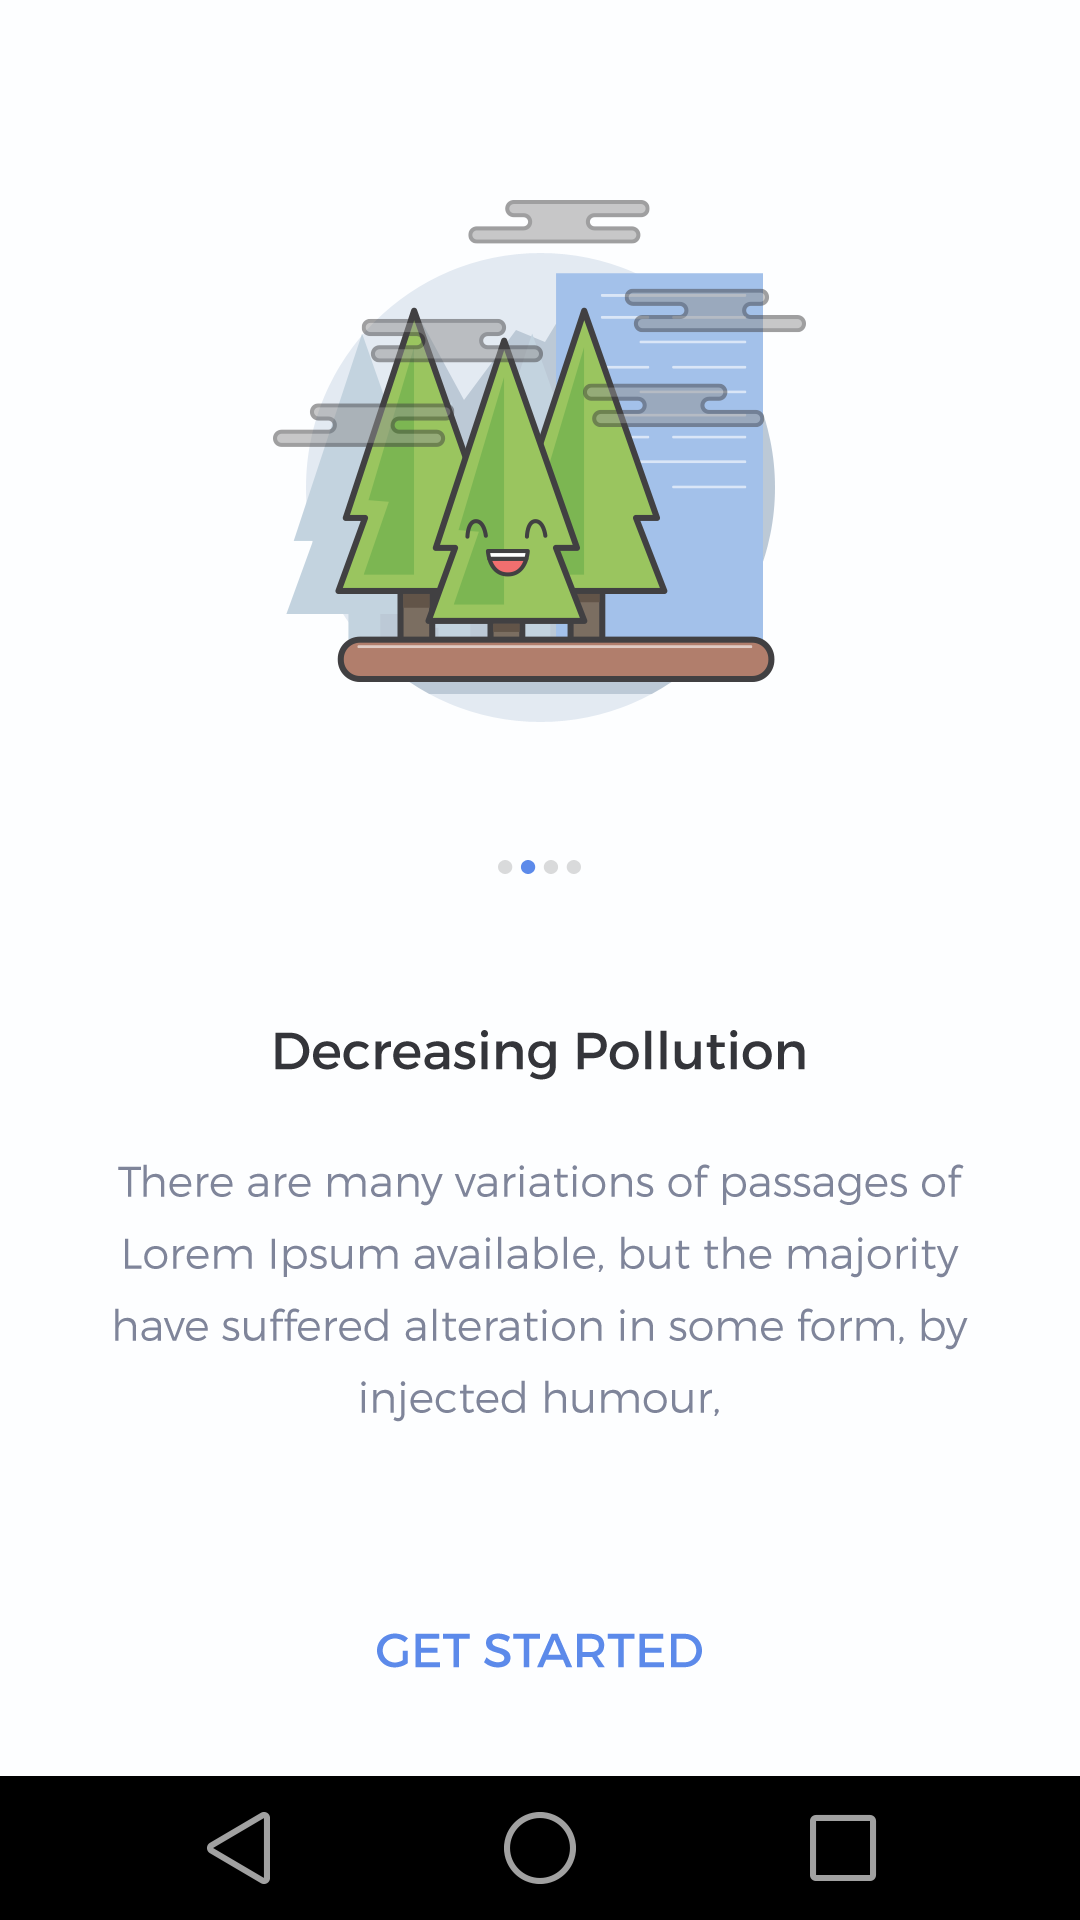 Decreasing Pollution
There are many variations of passages of
Lorem Ipsum available, but the majority
have suffered alteration in some form, by
injected humour,
GET STARTED